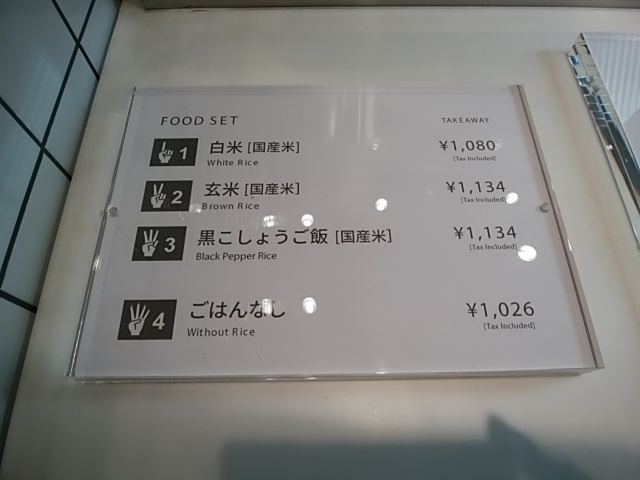 FOOD SET TAKEAWAY
1 白米 [国産米] ¥1,080
White Rice [Tax Included]
2 玄米 [国産米] ¥1,134
Brown Rice [Tax Included]
3 黒こしょうご飯 [国産米] ¥1,134
Black Pepper Rice [Tax Included]
4 ごはんなし ¥1,026
Without Rice [Tax Included]